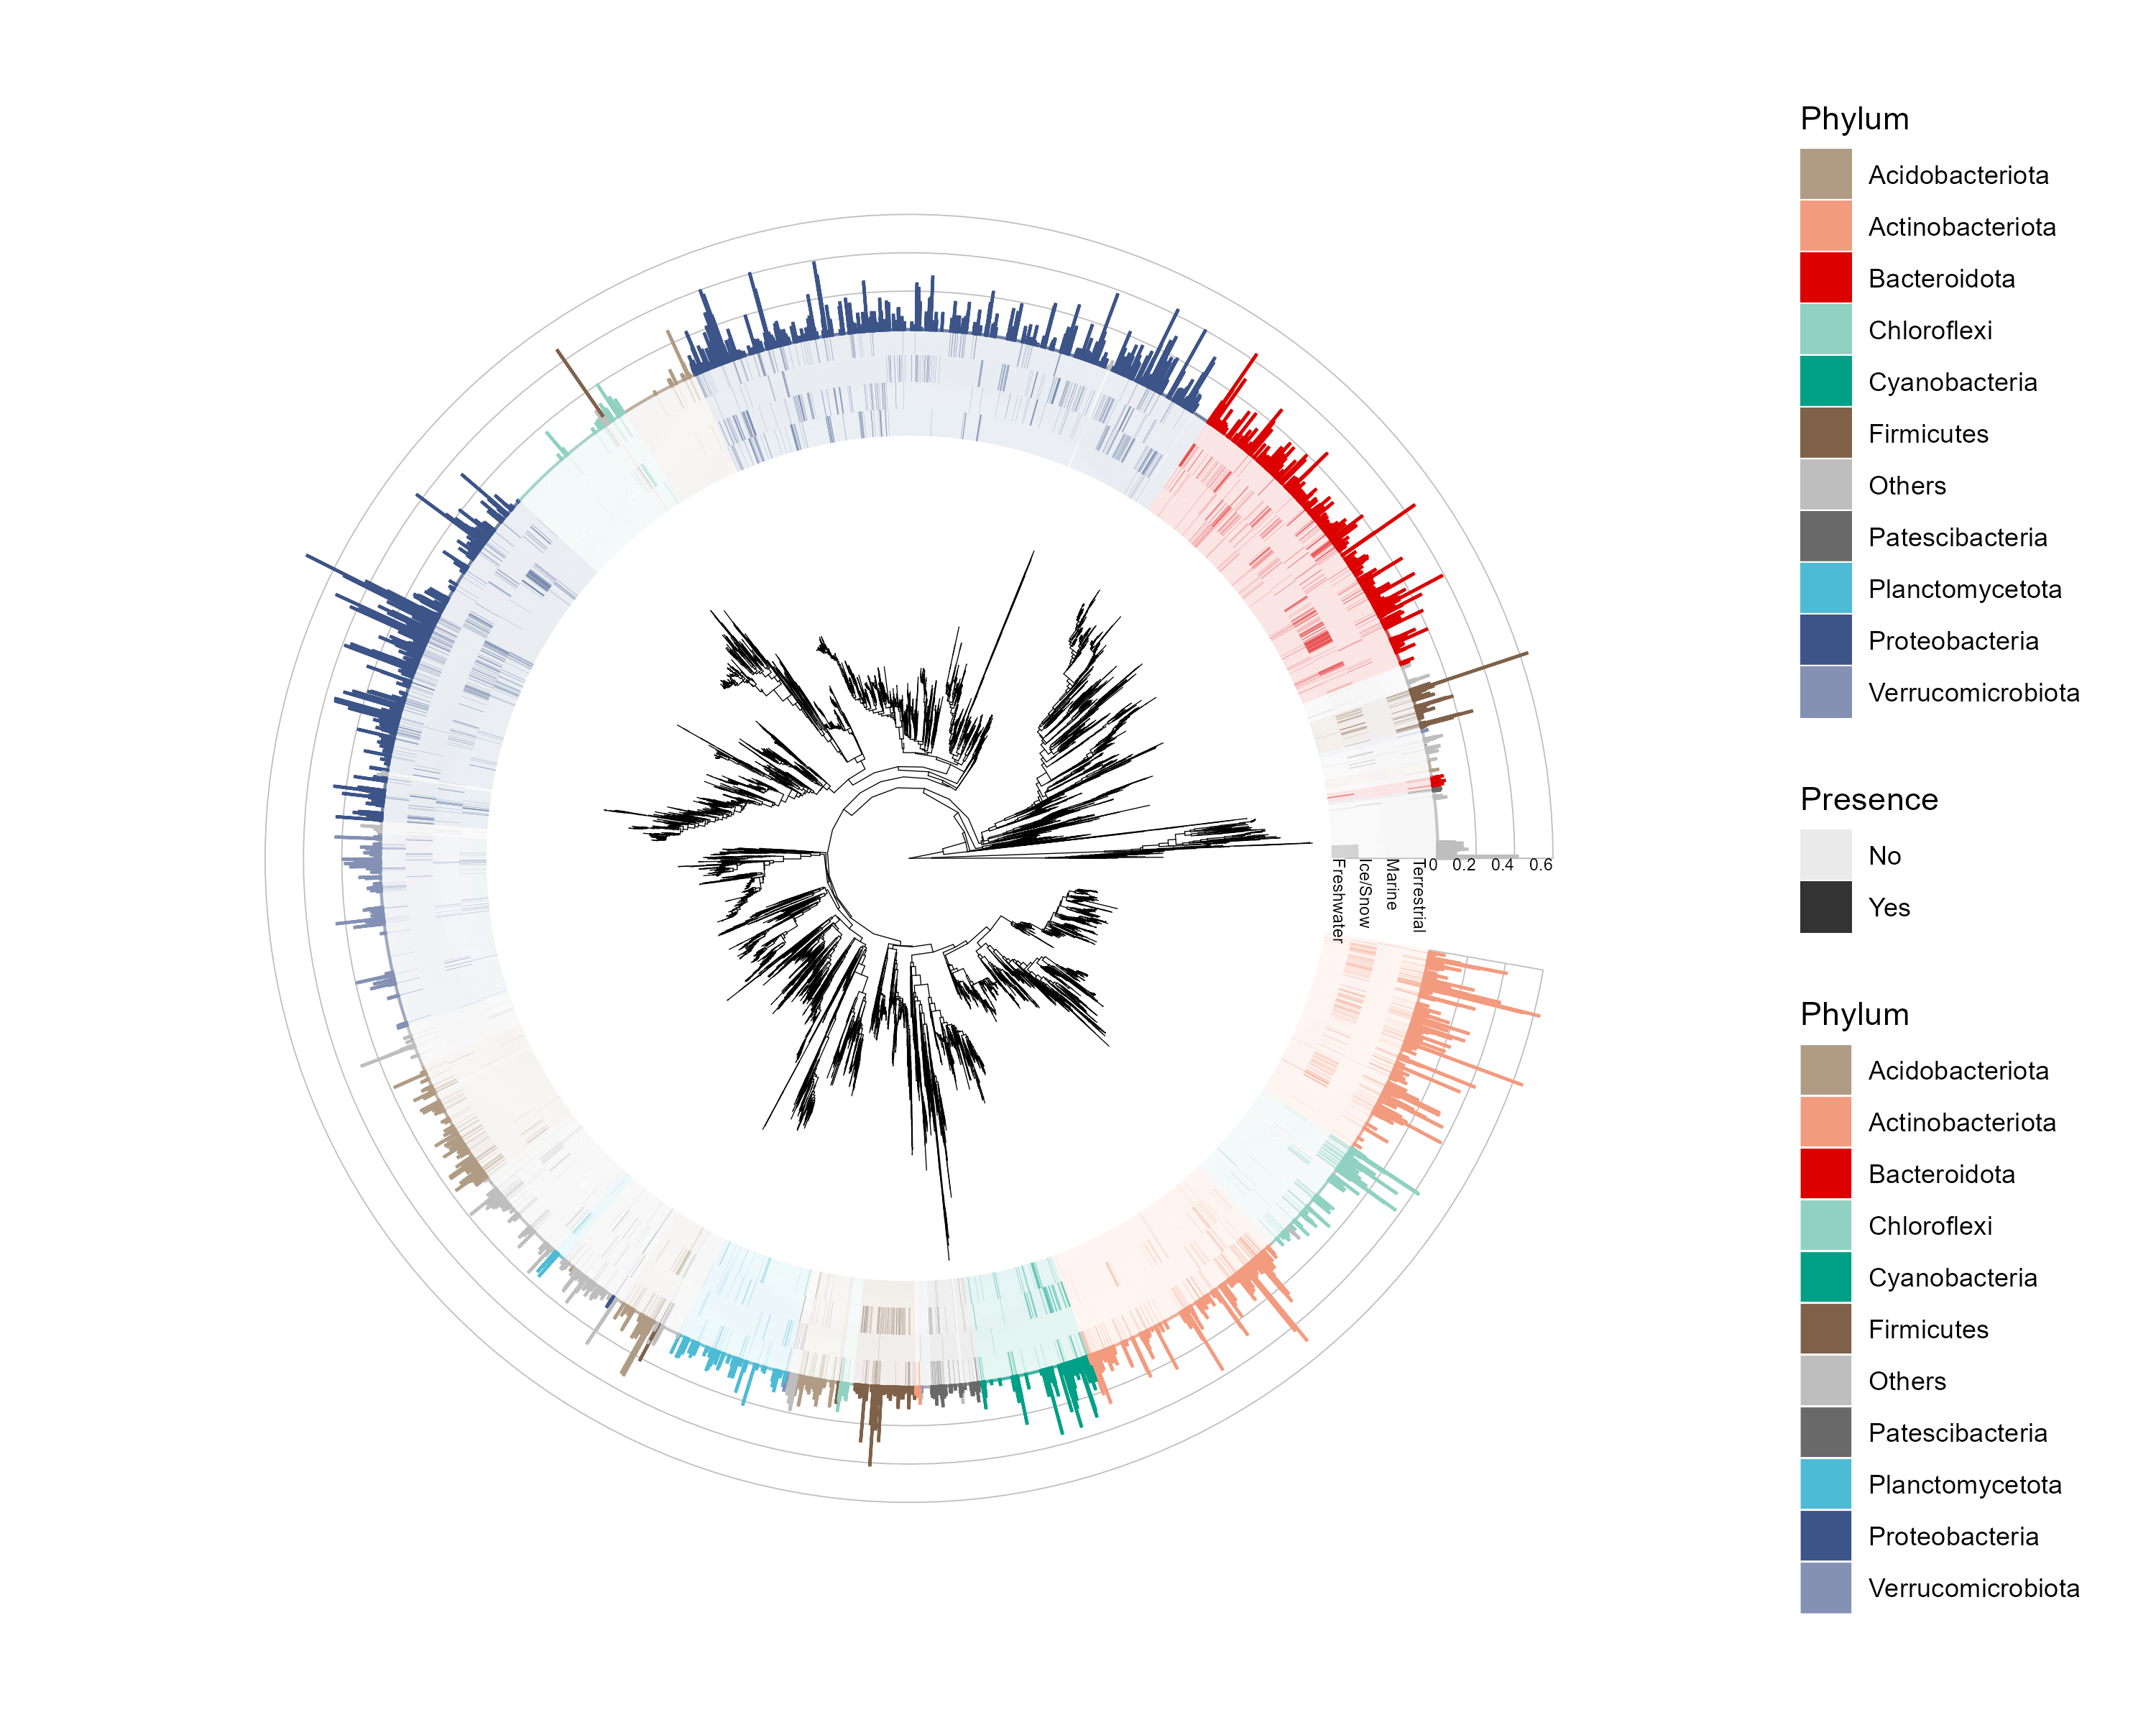 Phylum
Acidobacteriota
Actinobacteriota
Bacteroidota
Chloroflexi
Cyanobacteria
Firmicutes
Others
Patescibacteria
Planctomycetota
Proteobacteria
Verrucomicrobiota
Presence
No
Yes
Phylum
Acidobacteriota
Actinobacteriota
Bacteroidota
Chloroflexi
Cyanobacteria
Firmicutes
Others
Patescibacteria
Planctomycetota
Proteobacteria
Verrucomicrobiota
Freshwater
Ice/Snow
Marine
Terrestrial
0 0.2 0.4 0.6